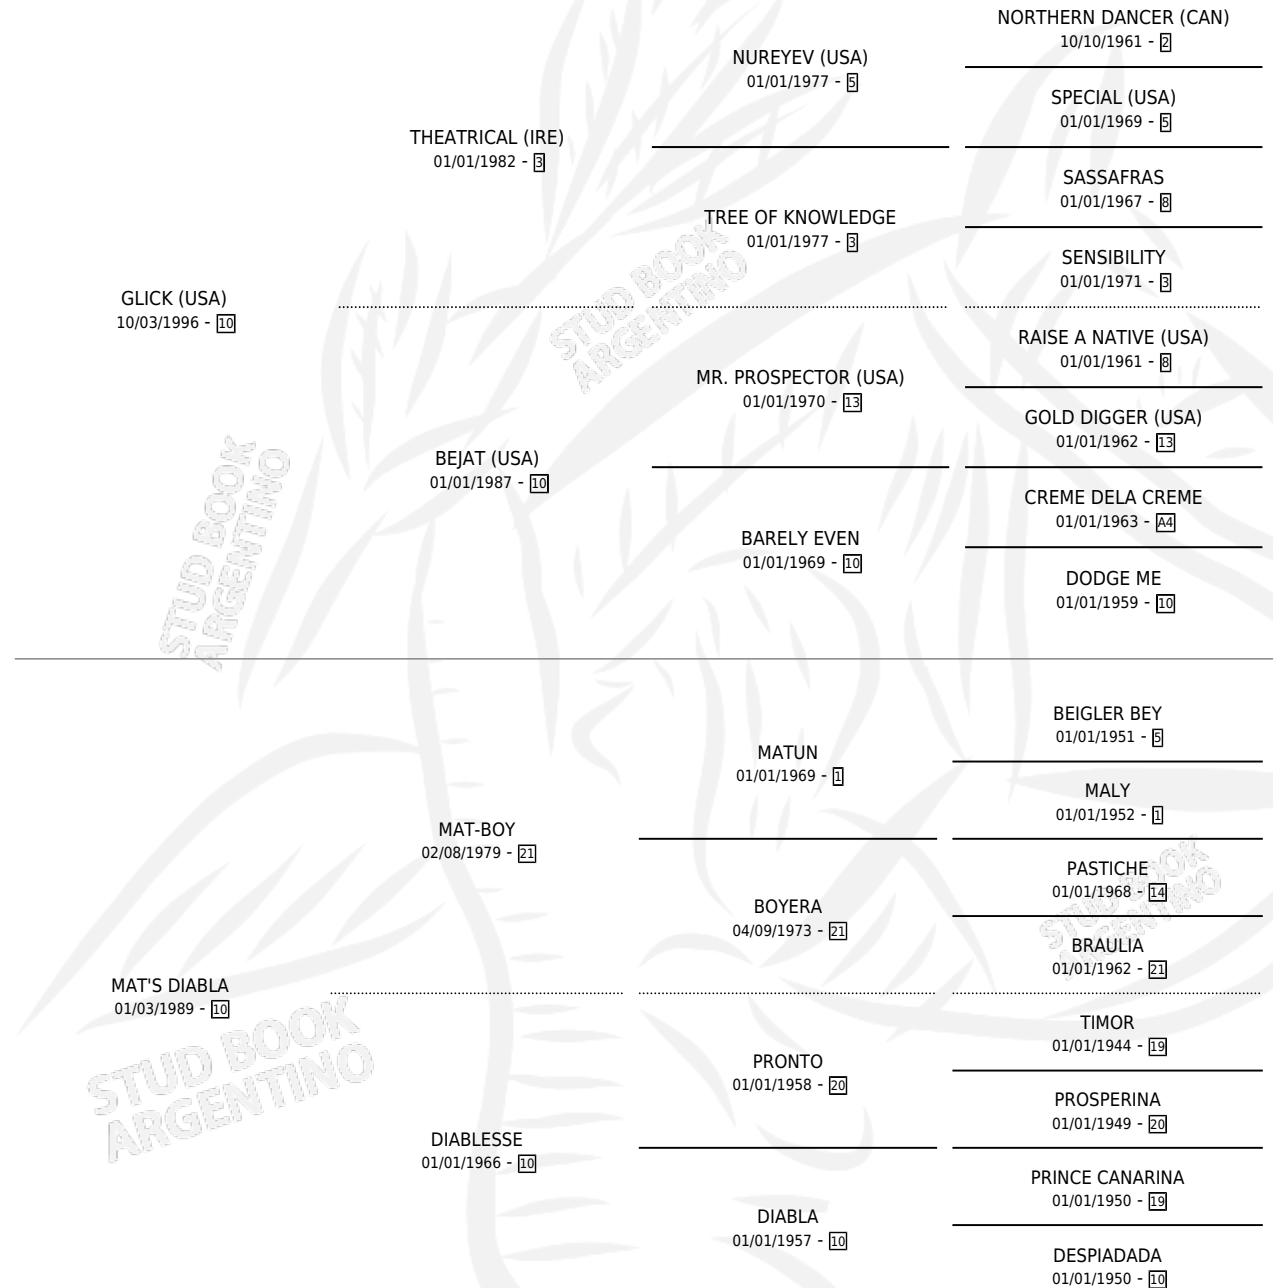 NORTHERN DANCER (CAN)
10/10/1961 - 2
NUREYEV (USA)
01/01/1977 - 5
SPECIAL (USA)
01/01/1969 - 5
THEATRICAL (IRE)
01/01/1982 - 3
SASSAFRAS
01/01/1967 - 8
TREE OF KNOWLEDGE
01/01/1977 - 3
SENSIBILITY
01/01/1971 - 3
GLICK (USA)
10/03/1996 - 10
RAISE A NATIVE (USA)
01/01/1961 - 8
MR. PROSPECTOR (USA)
01/01/1970 - 13
GOLD DIGGER (USA)
01/01/1962 - 13
BEJAT (USA)
01/01/1987 - 10
CREME DELA CREME
01/01/1963 - A4
BARELY EVEN
01/01/1969 - 10
DODGE ME
01/01/1959 - 10
BEIGLER BEY
01/01/1951 - 5
MATUN
01/01/1969 - 1
MALY
01/01/1952 - 1
MAT-BOY
02/08/1979 - 21
PASTICHE
01/01/1968 - 14
BOYERA
04/09/1973 - 21
BRAULIA
01/01/1962 - 21
MAT'S DIABLA
01/03/1989 - 10
TIMOR
01/01/1944 - 19
PRONTO
01/01/1958 - 20
PROSPERINA
01/01/1949 - 20
DIABLESSE
01/01/1966 - 10
PRINCE CANARINA
01/01/1950 - 19
DIABLA
01/01/1957 - 10
DESPIADADA
01/01/1950 - 10
STUD BOOK
ARGENTINO
STUD BOOK
ARGENTINO
STUD BOOK
ARGENTINO
STUD BOOK
ARGENTINO